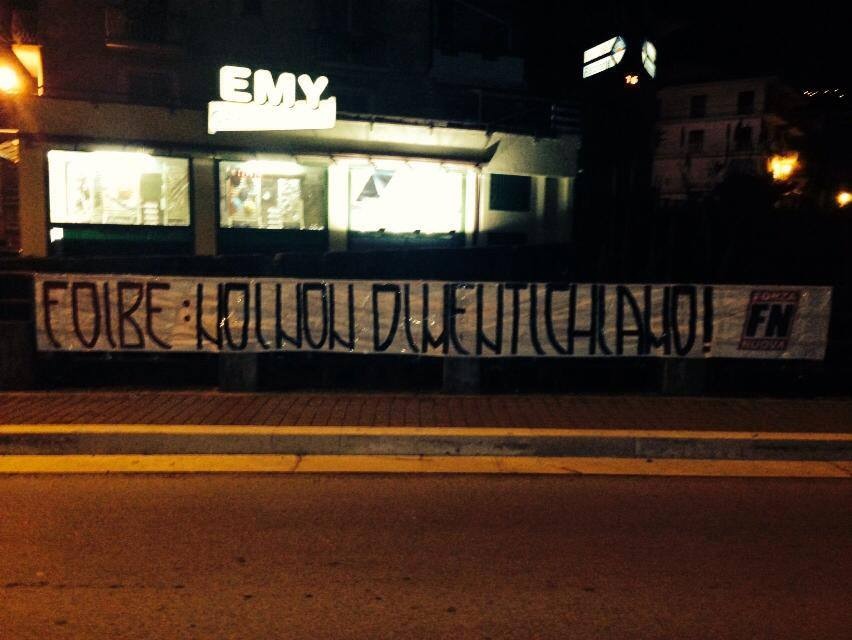 EMY
FOIBE: NOI NON DIMENTICHIAMO!
FORZA
FN
NUOVA